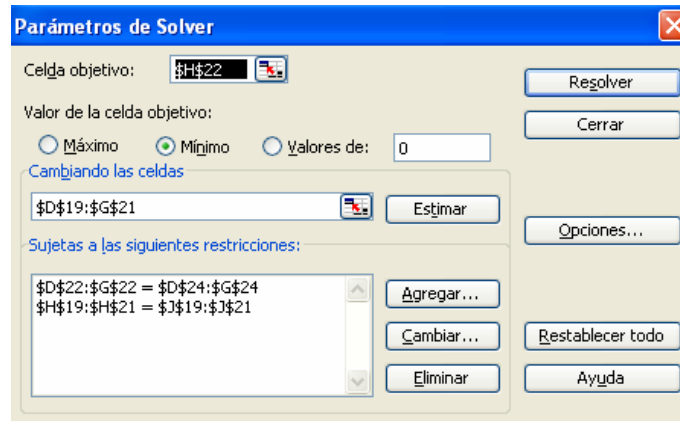 Parámetros de Solver
Celda objetivo: $H$22
Resolver
Valor de la celda objetivo:
Cerrar
Máximo Mínimo Valores de: 0
Cambiando las celdas
$D$19:$G$21 Estimar
Opciones...
Sujetas a las siguientes restricciones:
$D$22:$G$22 = $D$24:$G$24
$H$19:$H$21 = $J$19:$J$21
Agregar...
Cambiar...
Restablecer todo
Eliminar
Ayuda